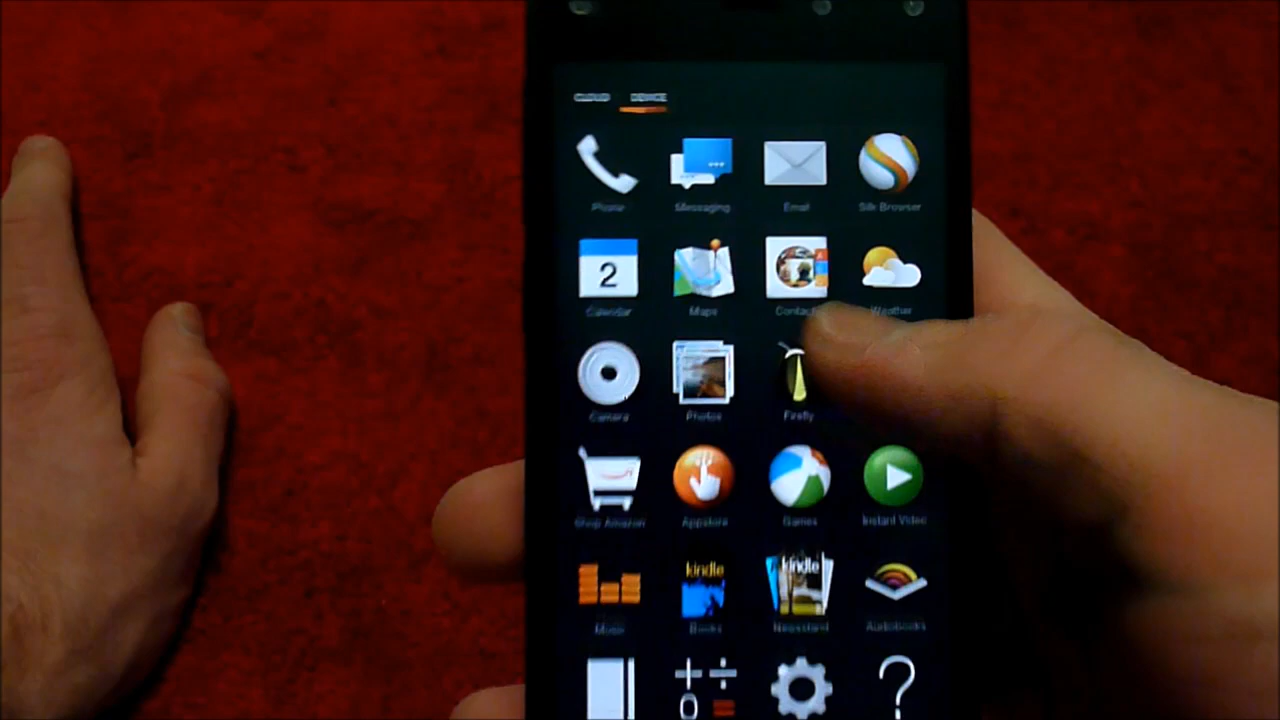 CLOUD DEVICE
Phone Messaging Email Silk Browser
2
Calendar Maps Contacts Weather
Camera Photos Firefly
Shop Amazon Appstore Games Instant Video
kindle kindle
Music Books Newsstand Audiobooks